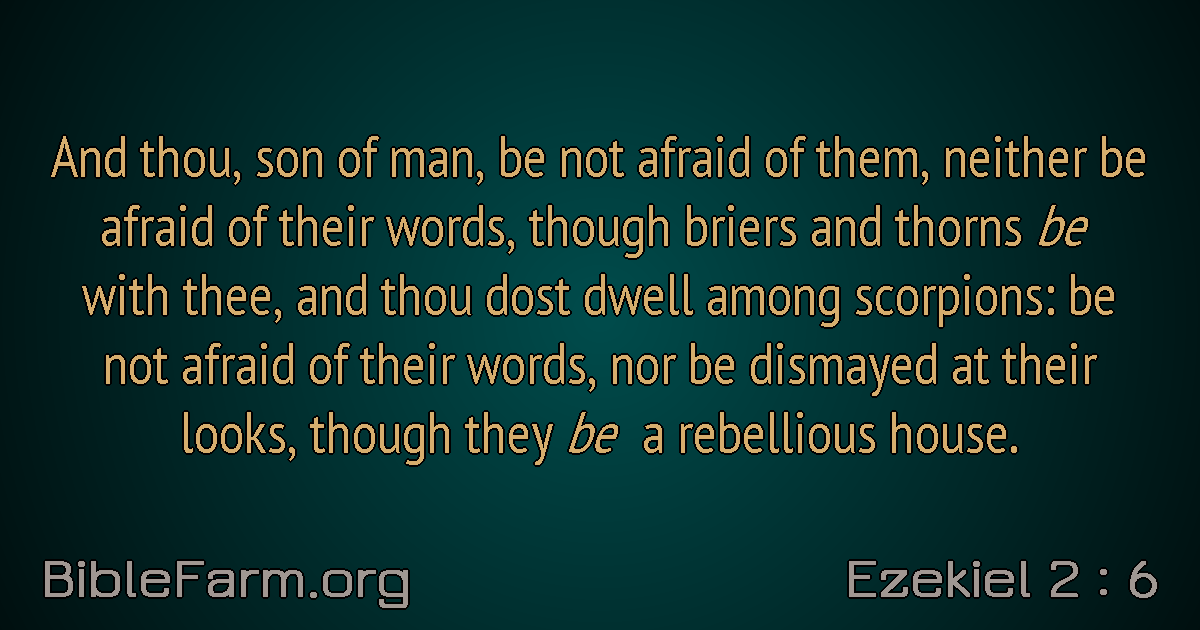 And thou, son of man, be not afraid of them, neither be
afraid of their words, though briers and thorns be
with thee, and thou dost dwell among scorpions: be
not afraid of their words, nor be dismayed at their
looks, though they be a rebellious house.
BibleFarm.org
Ezekiel 2 : 6